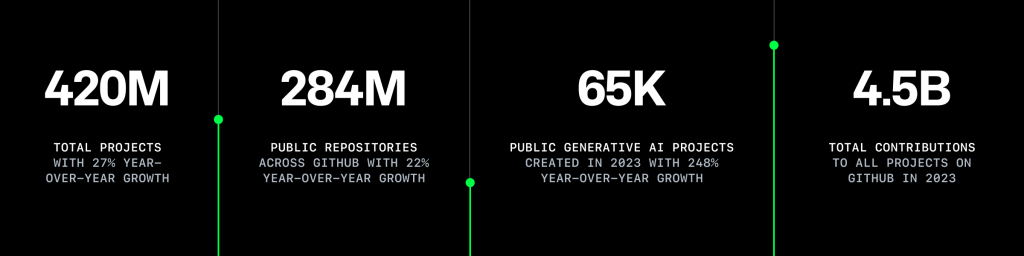 420M
TOTAL PROJECTS
WITH 27% YEAR-
OVER-YEAR GROWTH
284M
PUBLIC REPOSITORIES
ACROSS GITHUB WITH 22%
YEAR-OVER-YEAR GROWTH
65K
PUBLIC GENERATIVE AI PROJECTS
CREATED IN 2023 WITH 248%
YEAR-OVER-YEAR GROWTH
4.5B
TOTAL CONTRIBUTIONS
TO ALL PROJECTS ON
GITHUB IN 2023